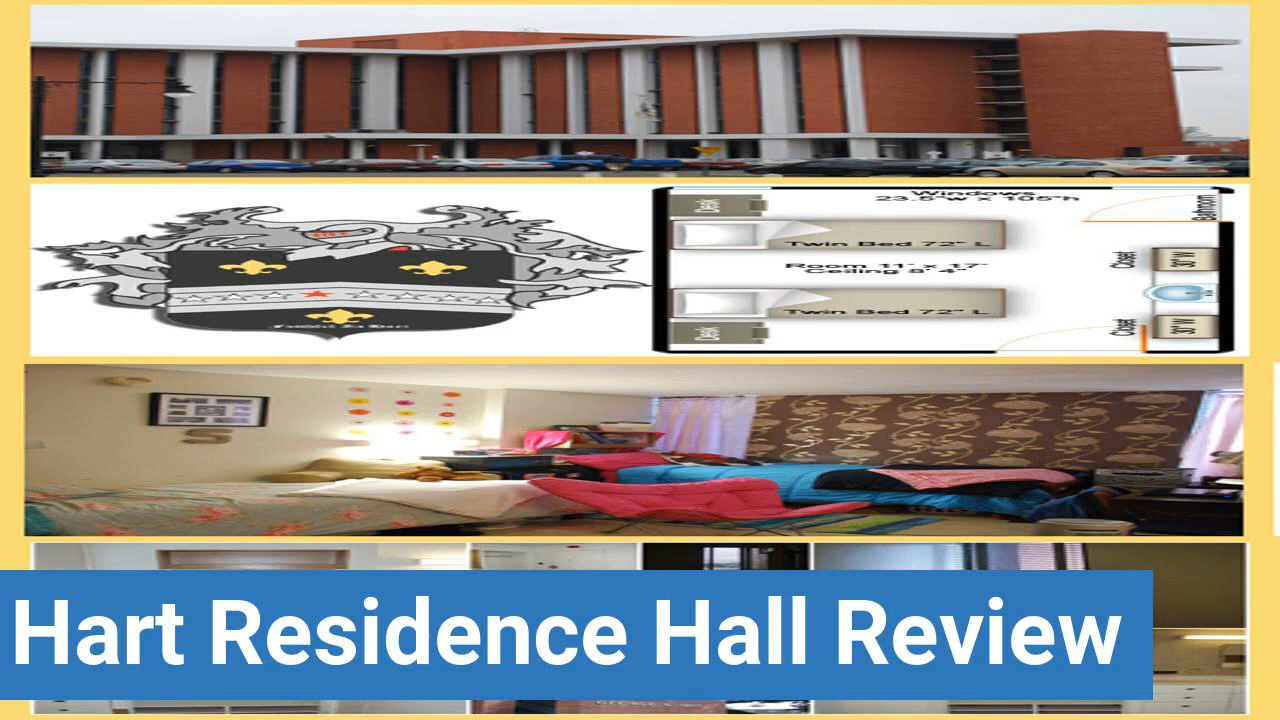 Windows
23.5"w x 105"h
Desk
Bathroom
Twin Bed 72" L
Room 11' x 17'
Ceiling 8' 4"
Closet
Twin Bed 72" L
Closet
Desk
S
Hart Residence Hall Review